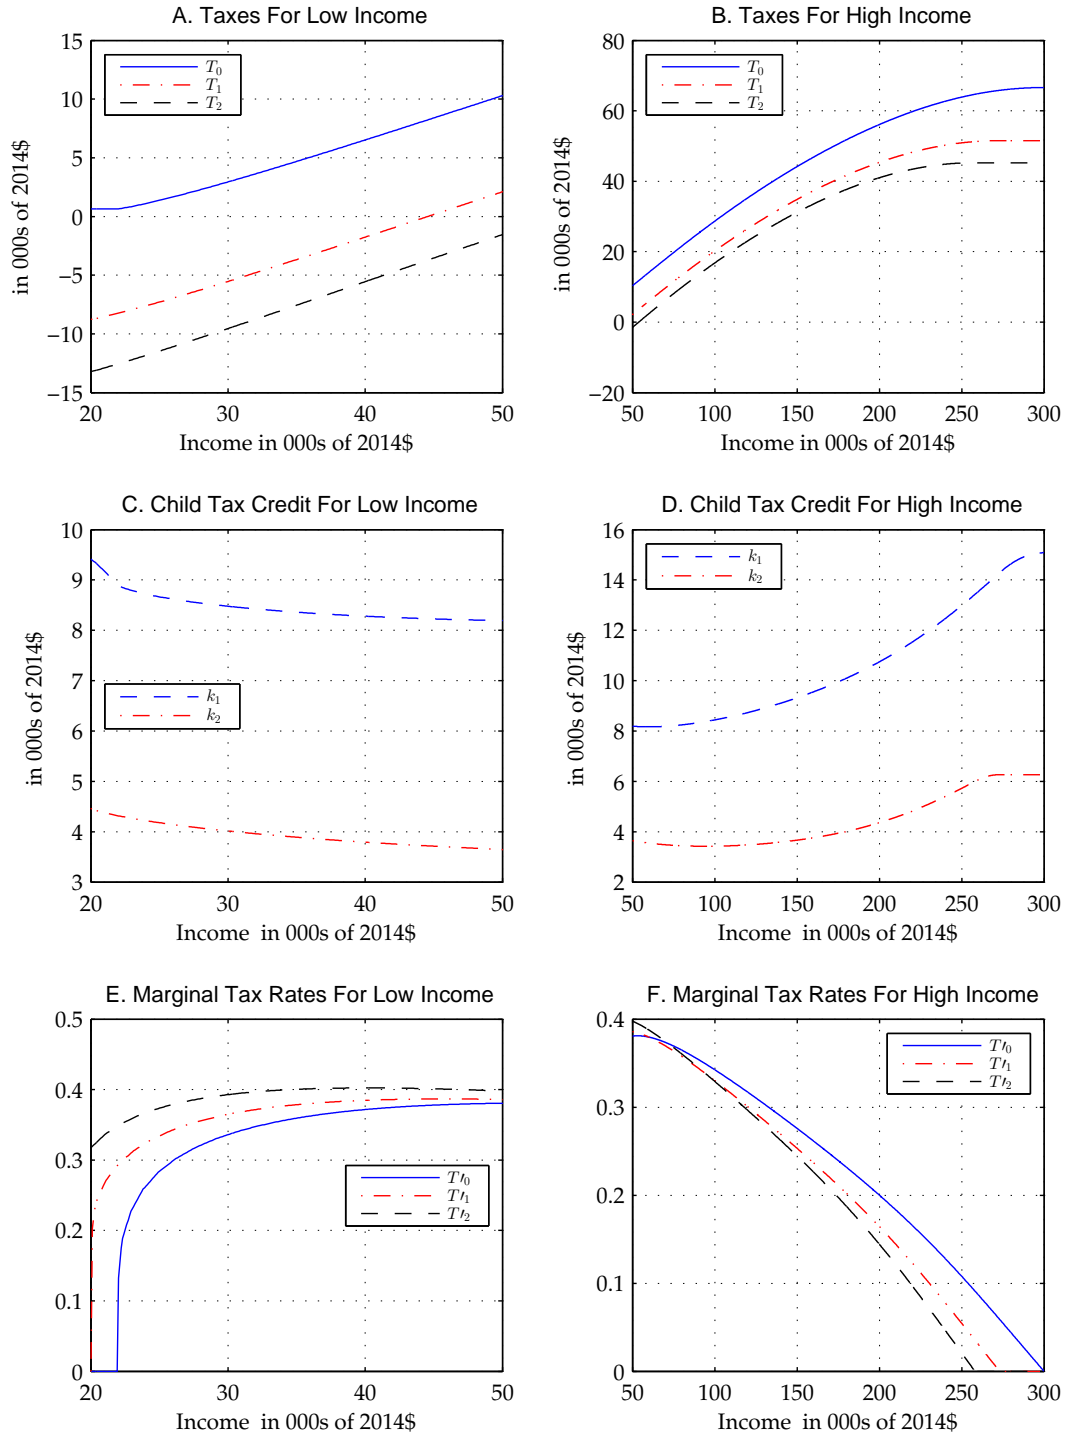 A. Taxes For Low Income
15
10
5
0
−5
−10
−15
in 000s of 2014$
T₀
T₁
T₂
20 30 40 50
Income in 000s of 2014$
B. Taxes For High Income
80
60
40
20
0
−20
in 000s of 2014$
T₀
T₁
T₂
50 100 150 200 250 300
Income in 000s of 2014$
C. Child Tax Credit For Low Income
10
9
8
7
6
5
4
3
in 000s of 2014$
k₁
k₂
20 30 40 50
Income in 000s of 2014$
D. Child Tax Credit For High Income
16
14
12
10
8
6
4
2
in 000s of 2014$
k₁
k₂
50 100 150 200 250 300
Income in 000s of 2014$
E. Marginal Tax Rates For Low Income
0.5
0.4
0.3
0.2
0.1
0
T′₀
T′₁
T′₂
20 30 40 50
Income in 000s of 2014$
F. Marginal Tax Rates For High Income
0.4
0.3
0.2
0.1
0
T′₀
T′₁
T′₂
50 100 150 200 250 300
Income in 000s of 2014$